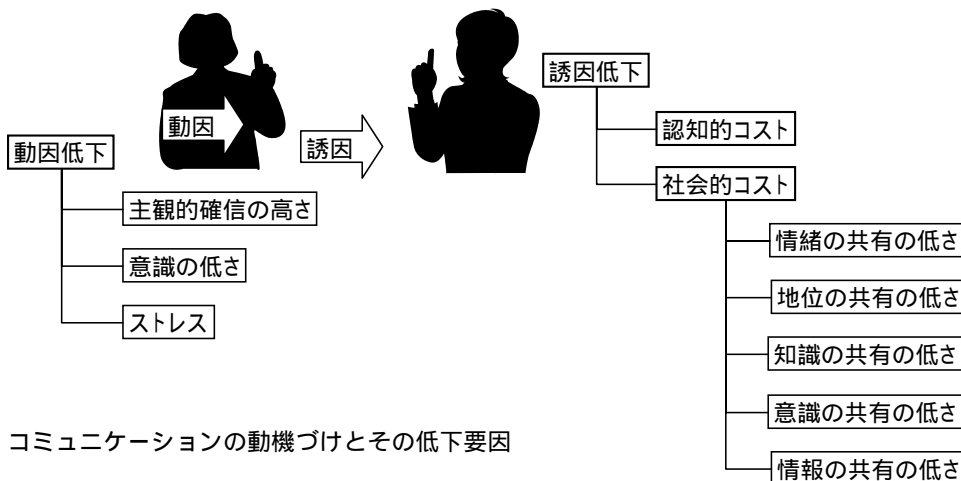 動因
誘因
動因低下
主観的確信の高さ
意識の低さ
ストレス
誘因低下
認知的コスト
社会的コスト
情緒の共有の低さ
地位の共有の低さ
知識の共有の低さ
意識の共有の低さ
情報の共有の低さ
コミュニケーションの動機づけとその低下要因